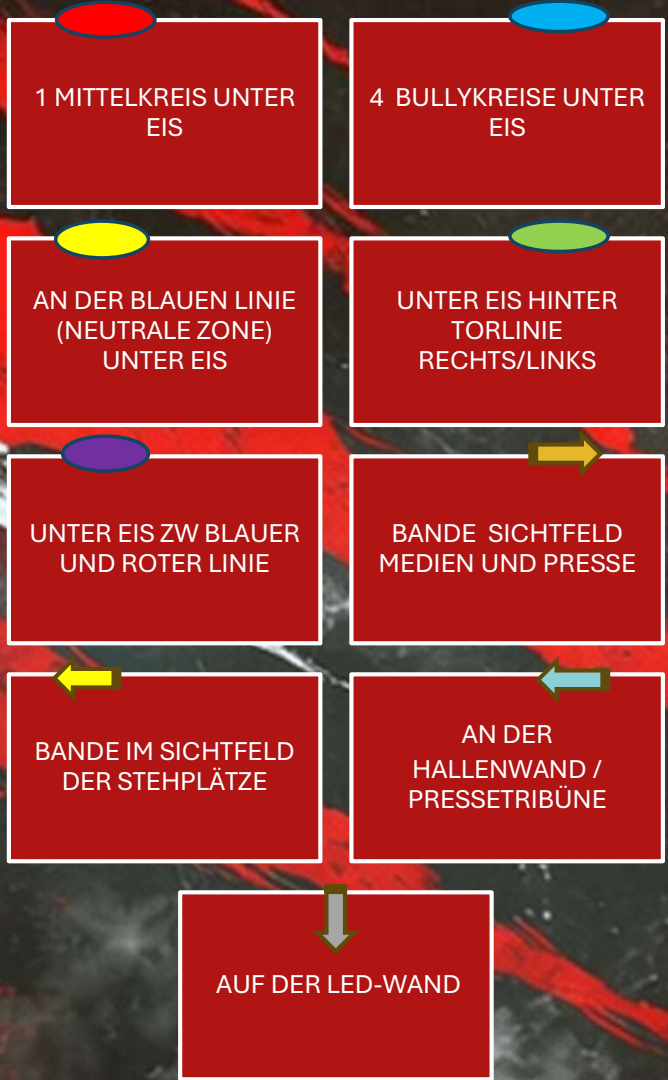 1 MITTELKREIS UNTER
EIS
4 BULLYKREISE UNTER
EIS
AN DER BLAUEN LINIE
(NEUTRALE ZONE)
UNTER EIS
UNTER EIS HINTER
TORLINIE
RECHTS/LINKS
UNTER EIS ZW BLAUER
UND ROTER LINIE
BANDE SICHTFELD
MEDIEN UND PRESSE
BANDE IM SICHTFELD
DER STEHPLÄTZE
AN DER
HALLENWAND /
PRESSETRIBÜNE
AUF DER LED-WAND